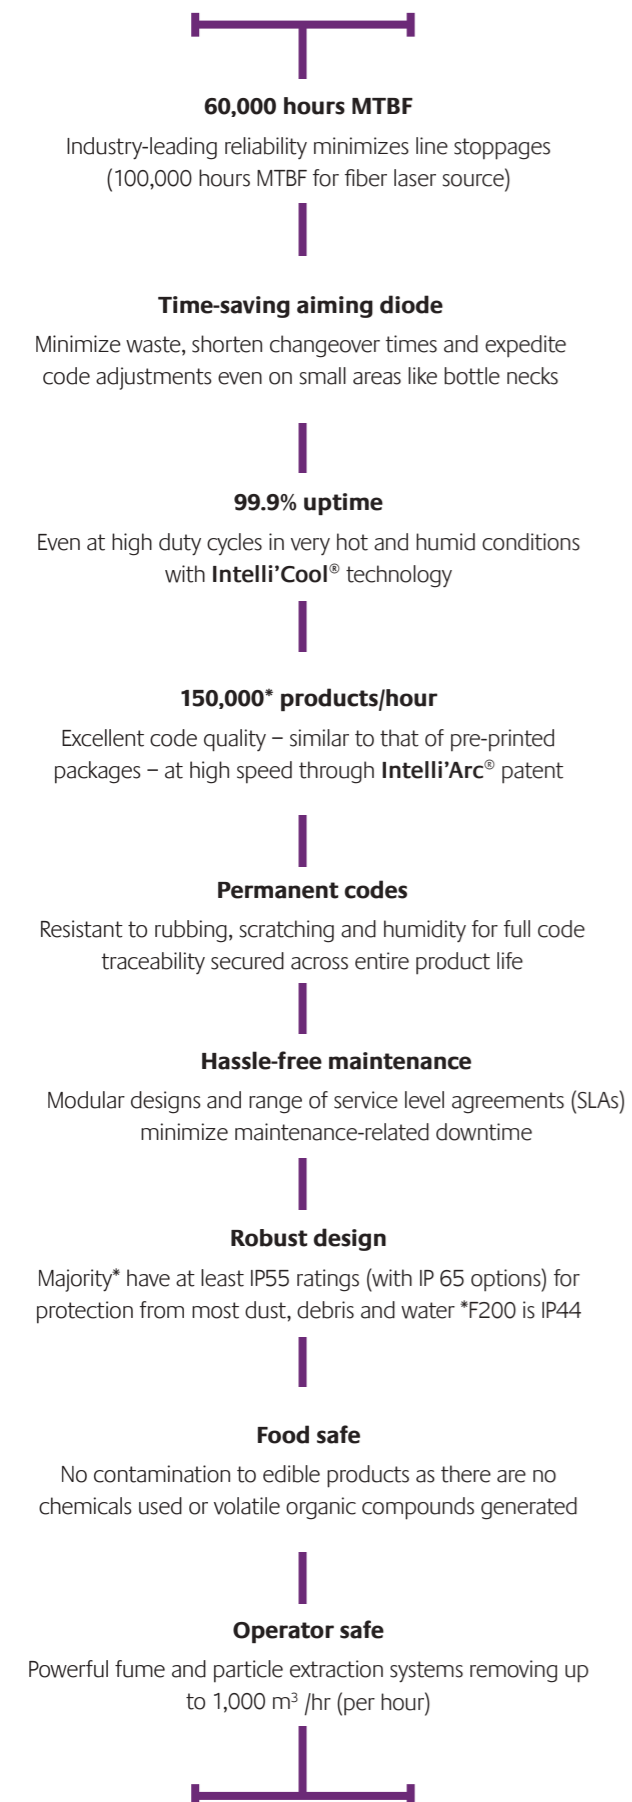 60,000 hours MTBF
Industry-leading reliability minimizes line stoppages
(100,000 hours MTBF for fiber laser source)
Time-saving aiming diode
Minimize waste, shorten changeover times and expedite
code adjustments even on small areas like bottle necks
99.9% uptime
Even at high duty cycles in very hot and humid conditions
with Intelli’Cool® technology
150,000* products/hour
Excellent code quality – similar to that of pre-printed
packages – at high speed through Intelli’Arc® patent
Permanent codes
Resistant to rubbing, scratching and humidity for full code
traceability secured across entire product life
Hassle-free maintenance
Modular designs and range of service level agreements (SLAs)
minimize maintenance-related downtime
Robust design
Majority* have at least IP55 ratings (with IP 65 options) for
protection from most dust, debris and water *F200 is IP44
Food safe
No contamination to edible products as there are no
chemicals used or volatile organic compounds generated
Operator safe
Powerful fume and particle extraction systems removing up
to 1,000 m³ /hr (per hour)